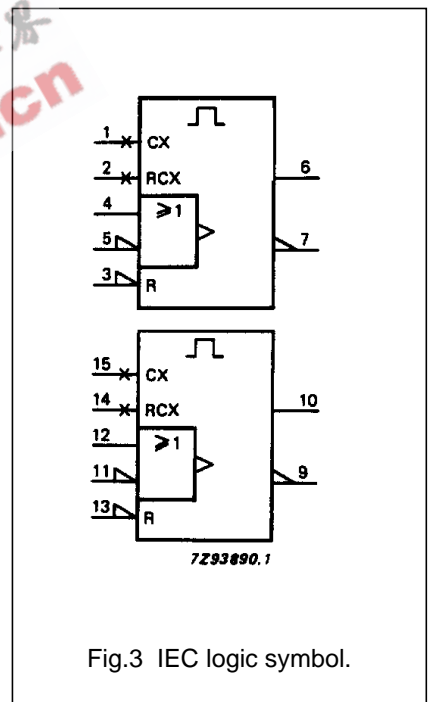 1 CX
2 RCX 6
4 ≥1
5 7
3 R
15 CX
14 RCX 10
12 ≥1
11 9
13 R
7Z93890.1
Fig.3 IEC logic symbol.